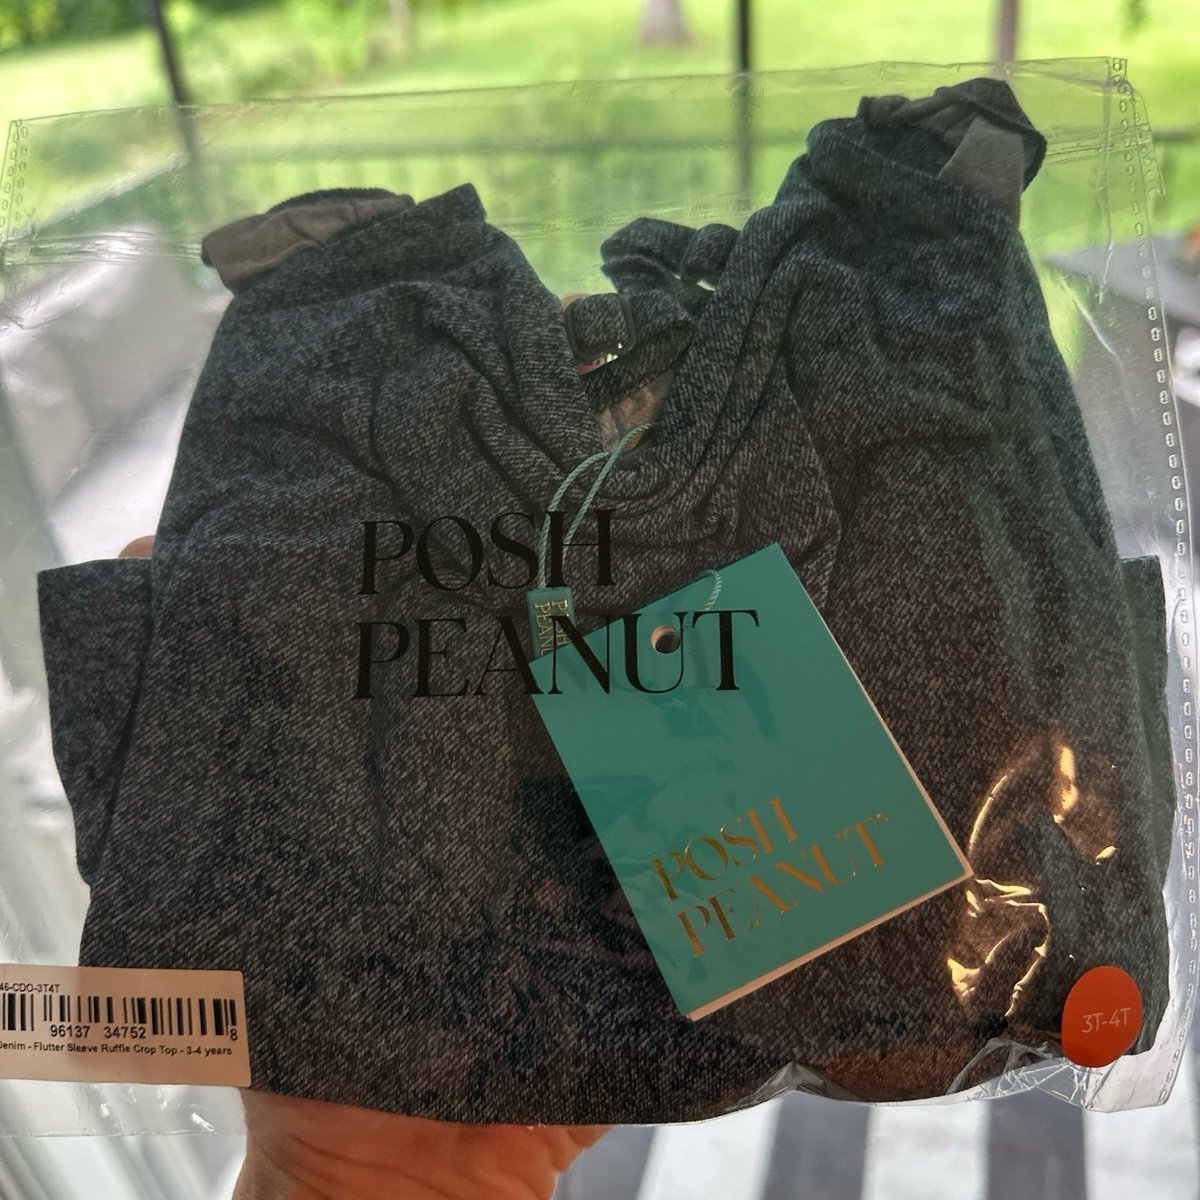 POSH
PEANUT
POSH
PEAN
POSH
PEANUT
46-CDO-3T4T
96137 34752 8
Denim - Flutter Sleeve Ruffle Crop Top - 3-4 years
3T-4T